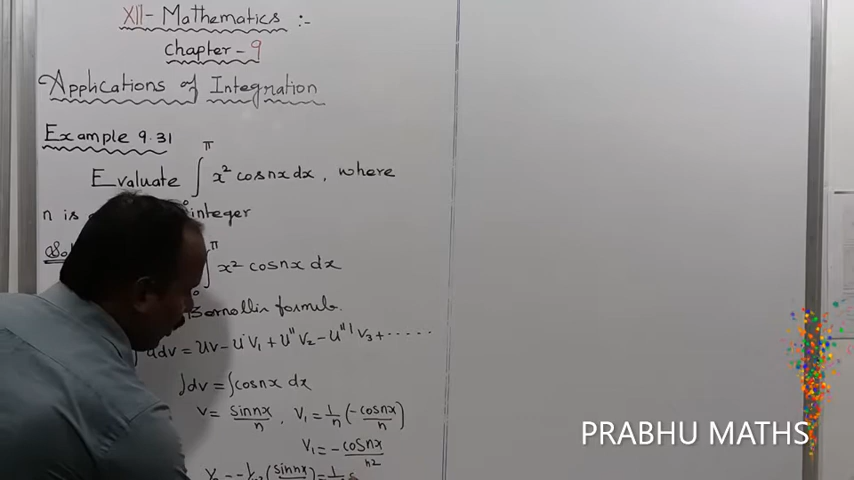 XII - Mathematics :-
Chapter - 9
Applications of Integration
Example 9.31
Evaluate ∫₀^π x² cosnx dx, where
n is integer
π x² cosnx dx
Bernollis formula.
udv = uv - u'v₁ + u''v₂ - u'''v₃ + ......
∫dv = ∫cosnx dx
v = sinnx/n , v₁ = 1/n (-cosnx/n)
v₁ = -cosnx/n²
PRABHU MATHS